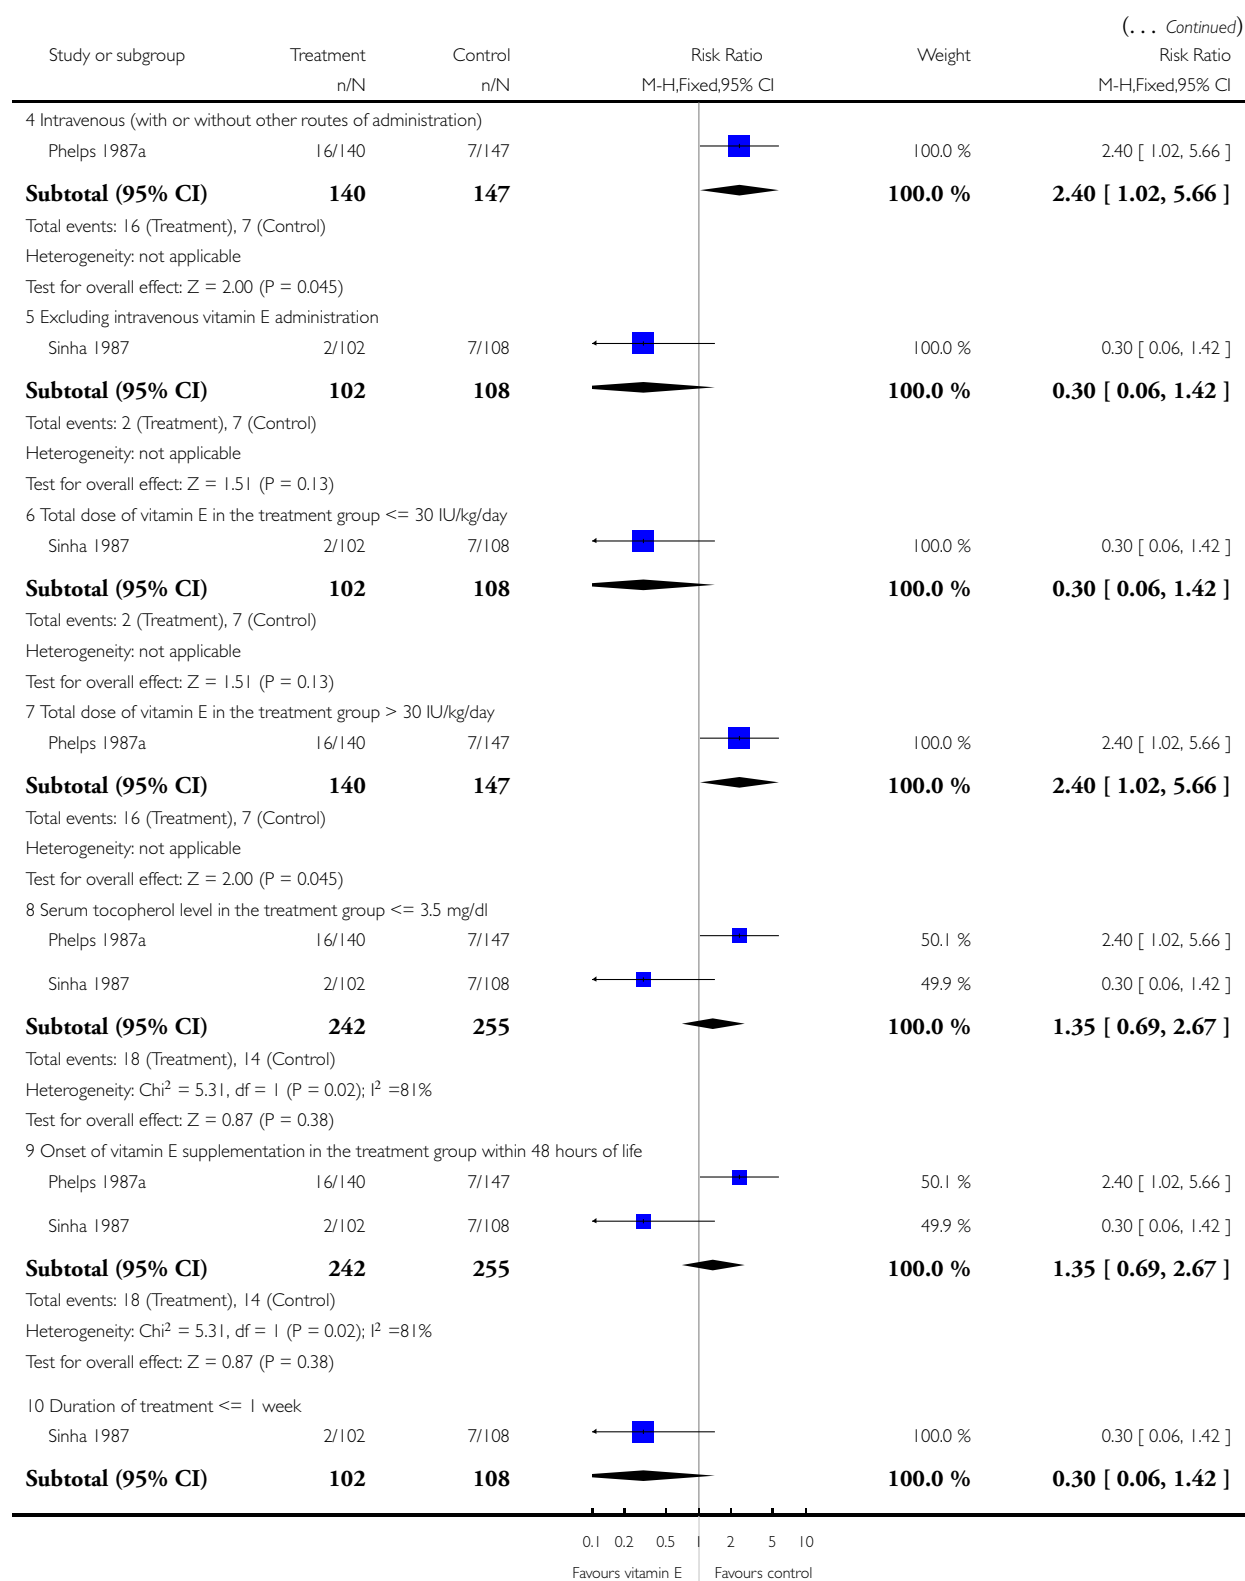 (... Continued)
Study or subgroup Treatment Control Risk Ratio Weight Risk Ratio
n/N n/N M-H,Fixed,95% CI M-H,Fixed,95% CI
4 Intravenous (with or without other routes of administration)
Phelps 1987a 16/140 7/147 100.0 % 2.40 [ 1.02, 5.66 ]
Subtotal (95% CI) 140 147 100.0 % 2.40 [ 1.02, 5.66 ]
Total events: 16 (Treatment), 7 (Control)
Heterogeneity: not applicable
Test for overall effect: Z = 2.00 (P = 0.045)
5 Excluding intravenous vitamin E administration
Sinha 1987 2/102 7/108 100.0 % 0.30 [ 0.06, 1.42 ]
Subtotal (95% CI) 102 108 100.0 % 0.30 [ 0.06, 1.42 ]
Total events: 2 (Treatment), 7 (Control)
Heterogeneity: not applicable
Test for overall effect: Z = 1.51 (P = 0.13)
6 Total dose of vitamin E in the treatment group <= 30 IU/kg/day
Sinha 1987 2/102 7/108 100.0 % 0.30 [ 0.06, 1.42 ]
Subtotal (95% CI) 102 108 100.0 % 0.30 [ 0.06, 1.42 ]
Total events: 2 (Treatment), 7 (Control)
Heterogeneity: not applicable
Test for overall effect: Z = 1.51 (P = 0.13)
7 Total dose of vitamin E in the treatment group > 30 IU/kg/day
Phelps 1987a 16/140 7/147 100.0 % 2.40 [ 1.02, 5.66 ]
Subtotal (95% CI) 140 147 100.0 % 2.40 [ 1.02, 5.66 ]
Total events: 16 (Treatment), 7 (Control)
Heterogeneity: not applicable
Test for overall effect: Z = 2.00 (P = 0.045)
8 Serum tocopherol level in the treatment group <= 3.5 mg/dl
Phelps 1987a 16/140 7/147 50.1 % 2.40 [ 1.02, 5.66 ]
Sinha 1987 2/102 7/108 49.9 % 0.30 [ 0.06, 1.42 ]
Subtotal (95% CI) 242 255 100.0 % 1.35 [ 0.69, 2.67 ]
Total events: 18 (Treatment), 14 (Control)
Heterogeneity: Chi² = 5.31, df = 1 (P = 0.02); I² =81%
Test for overall effect: Z = 0.87 (P = 0.38)
9 Onset of vitamin E supplementation in the treatment group within 48 hours of life
Phelps 1987a 16/140 7/147 50.1 % 2.40 [ 1.02, 5.66 ]
Sinha 1987 2/102 7/108 49.9 % 0.30 [ 0.06, 1.42 ]
Subtotal (95% CI) 242 255 100.0 % 1.35 [ 0.69, 2.67 ]
Total events: 18 (Treatment), 14 (Control)
Heterogeneity: Chi² = 5.31, df = 1 (P = 0.02); I² =81%
Test for overall effect: Z = 0.87 (P = 0.38)
10 Duration of treatment <= 1 week
Sinha 1987 2/102 7/108 100.0 % 0.30 [ 0.06, 1.42 ]
Subtotal (95% CI) 102 108 100.0 % 0.30 [ 0.06, 1.42 ]
0.1 0.2 0.5 1 2 5 10
Favours vitamin E Favours control